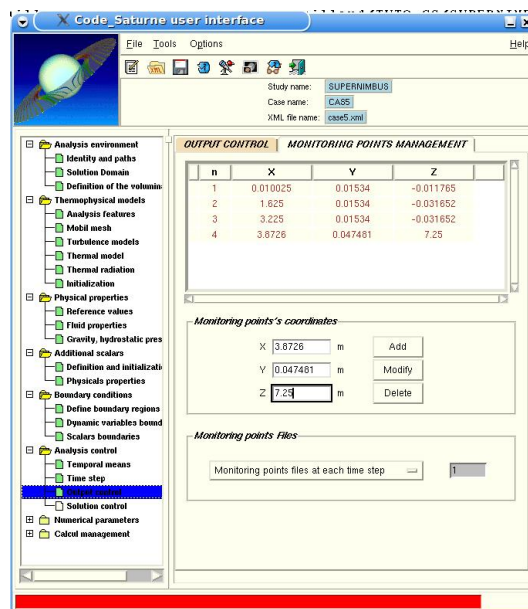 Code_Saturne user interface
File Tools Options Help
Study name: SUPERNIMBUS
Case name: CAS5
XML file name: case5.xml
Analysis environment
Identity and paths
Solution Domain
Definition of the volumin
Thermophysical models
Analysis features
Mobil mesh
Turbulence models
Thermal model
Thermal radiation
Initialization
Physical properties
Reference values
Fluid properties
Gravity, hydrostatic pres
Additional scalars
Definition and initializati
Physicals properties
Boundary conditions
Define boundary regions
Dynamic variables bound
Scalars boundaries
Analysis control
Temporal means
Time step
Output control
Solution control
Numerical parameters
Calcul management
OUTPUT CONTROL MONITORING POINTS MANAGEMENT
n X Y Z
1 0.010025 0.01534 -0.011765
2 1.625 0.01534 -0.031652
3 3.225 0.01534 -0.031652
4 3.8726 0.047481 7.25
Monitoring points's coordinates
X 3.8726 m Add
Y 0.047481 m Modify
Z 7.25 m Delete
Monitoring points Files
Monitoring points files at each time step 1